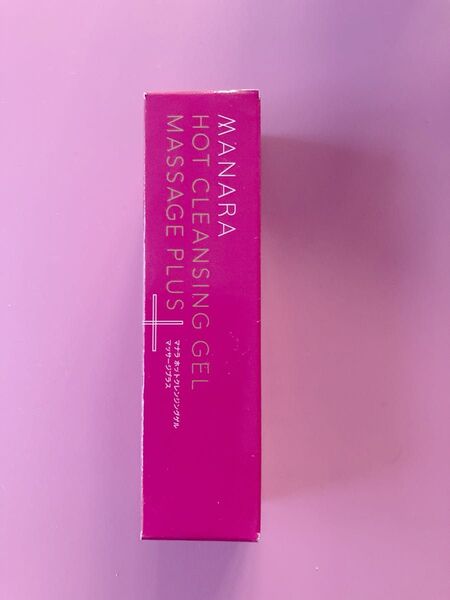 MANARA
HOT CLEANSING GEL
MASSAGE PLUS
マナラ ホットクレンジングゲル
マッサージプラス